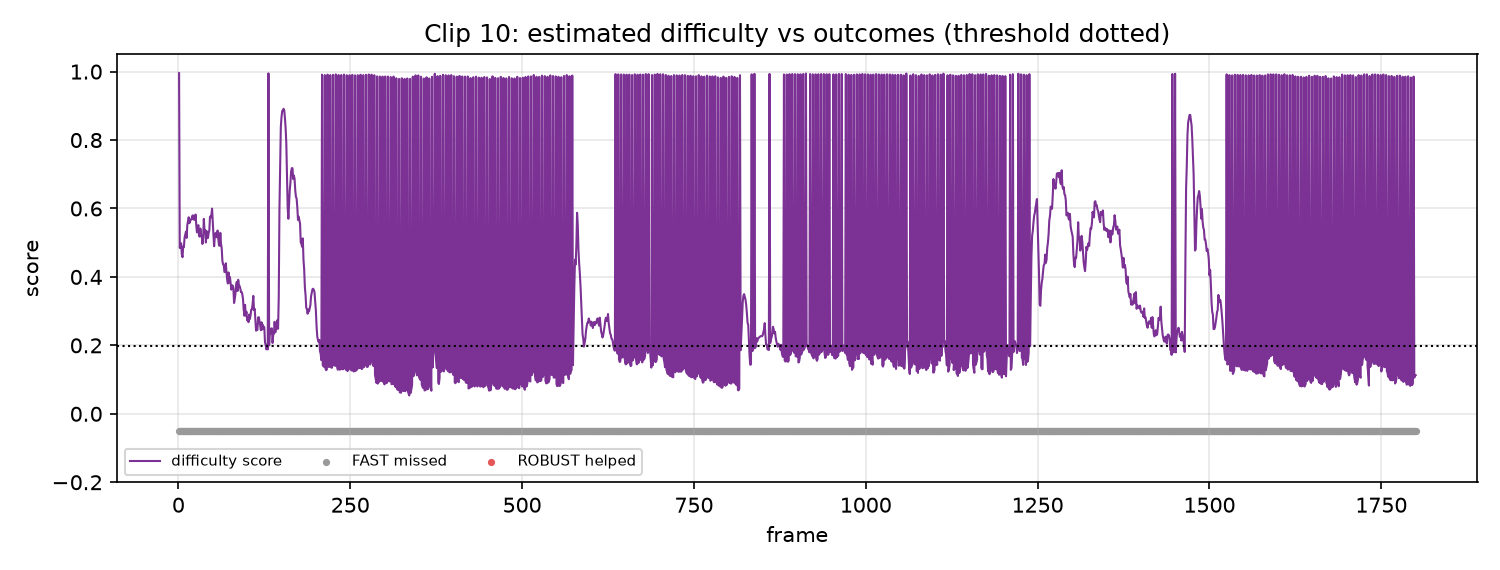 Clip 10: estimated difficulty vs outcomes (threshold dotted)
score
1.0
0.8
0.6
0.4
0.2
0.0
−0.2
difficulty score
FAST missed
ROBUST helped
0
250
500
750
1000
1250
1500
1750
frame